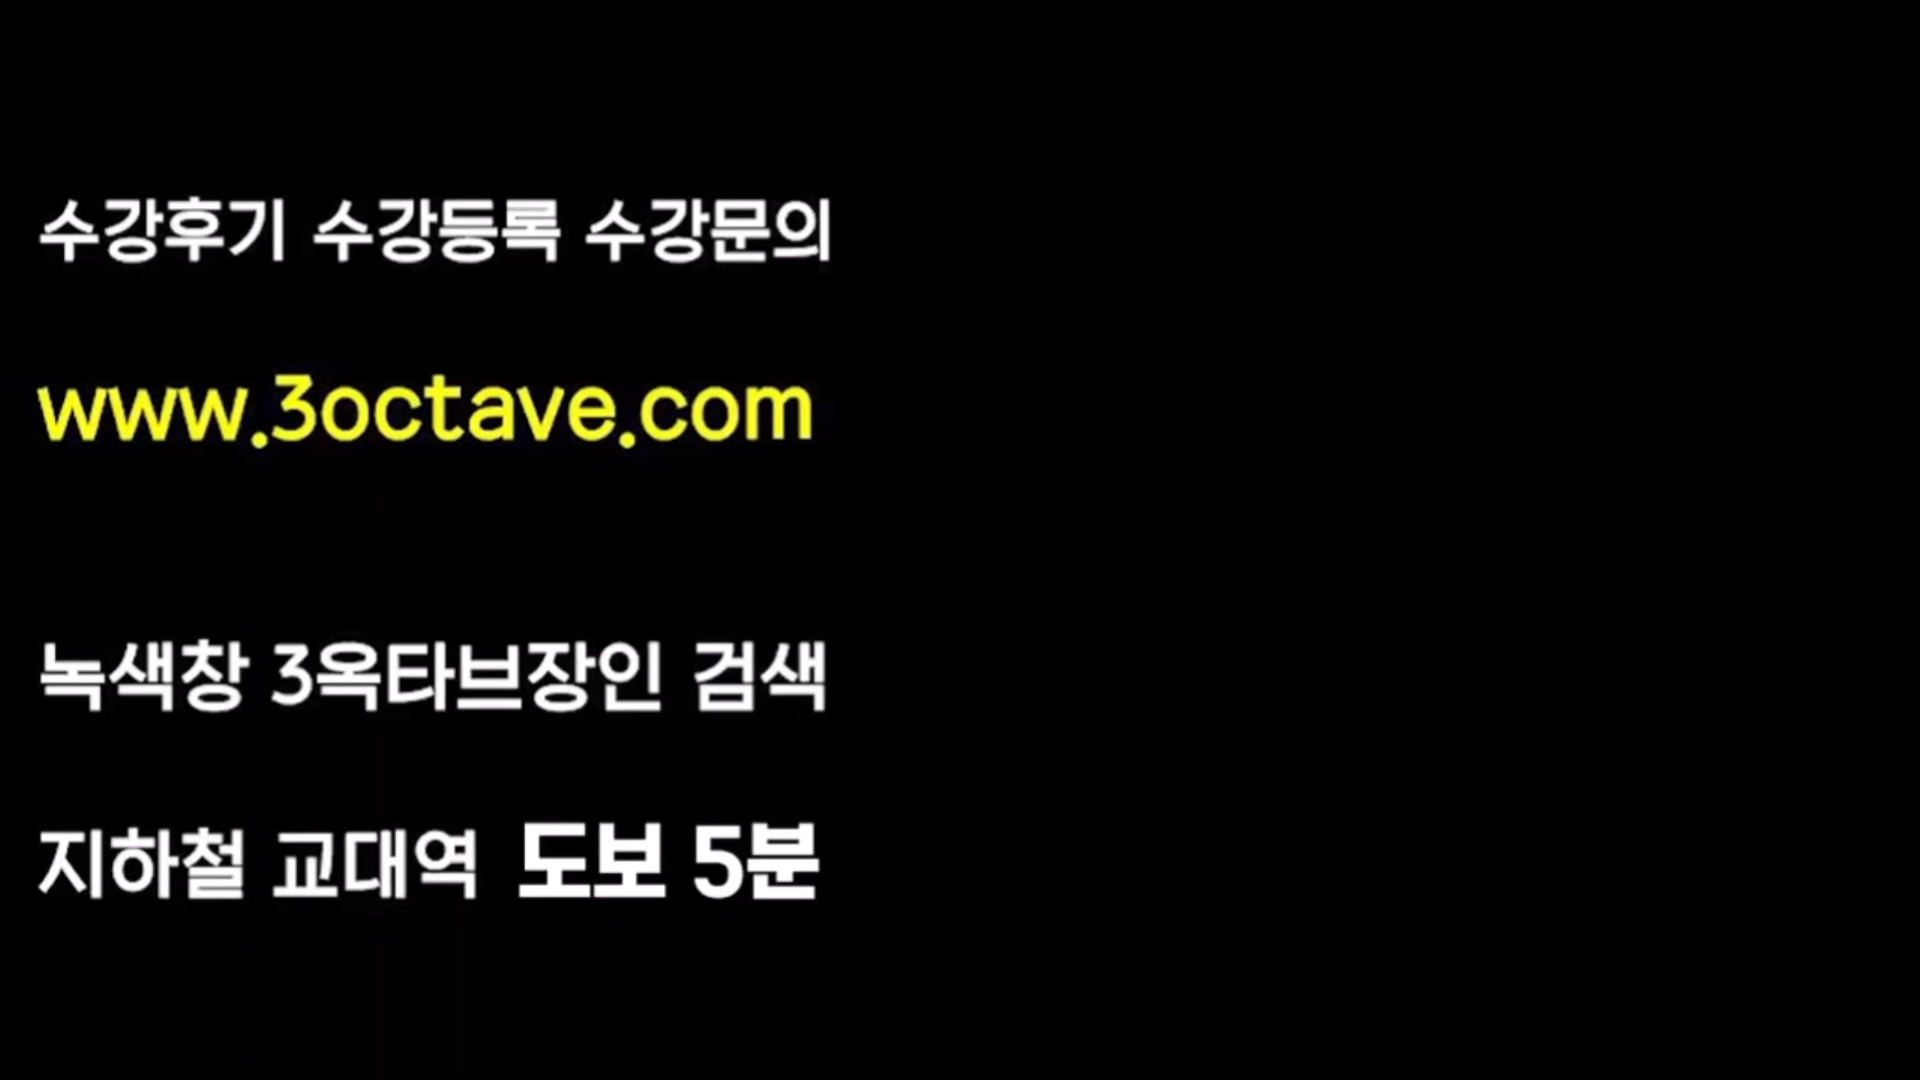 수강후기 수강등록 수강문의
www.3octave.com
녹색창 3옥타브장인 검색
지하철 교대역 도보 5분